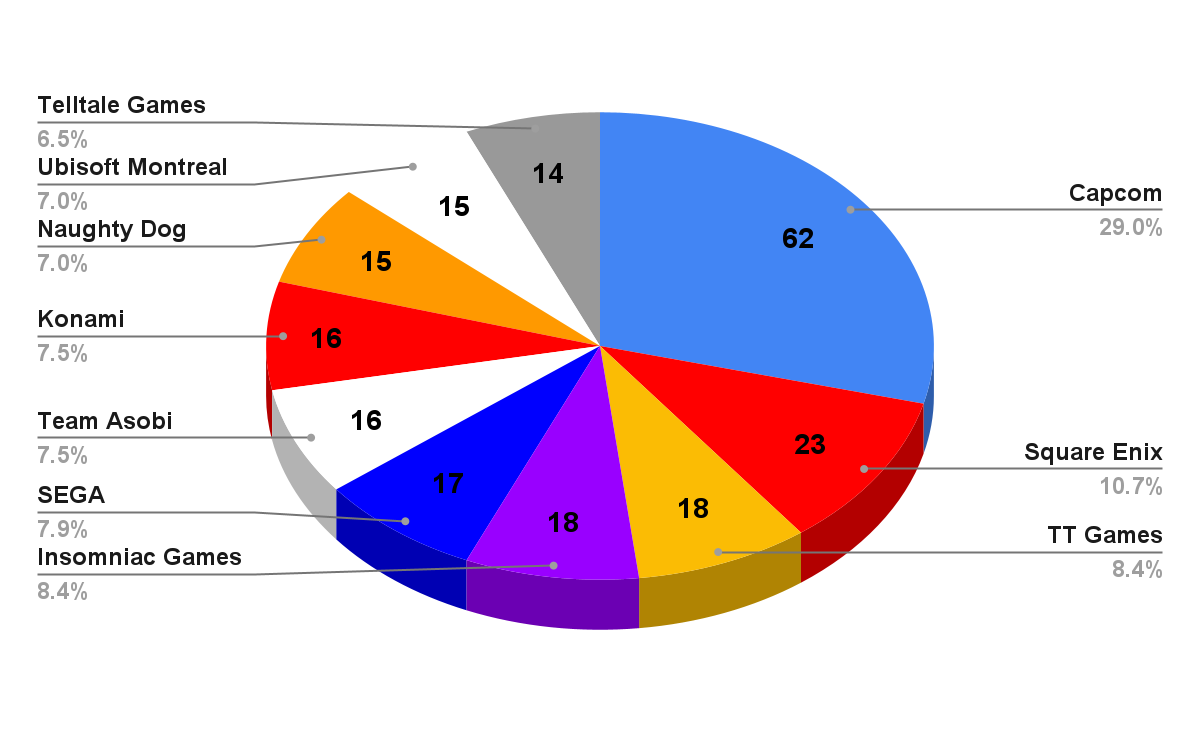 Telltale Games
6.5%
Ubisoft Montreal
7.0%
Naughty Dog
7.0%
Konami
7.5%
Team Asobi
7.5%
SEGA
7.9%
Insomniac Games
8.4%
14
15
15
16
16
17
18
18
23
62
Capcom
29.0%
Square Enix
10.7%
TT Games
8.4%